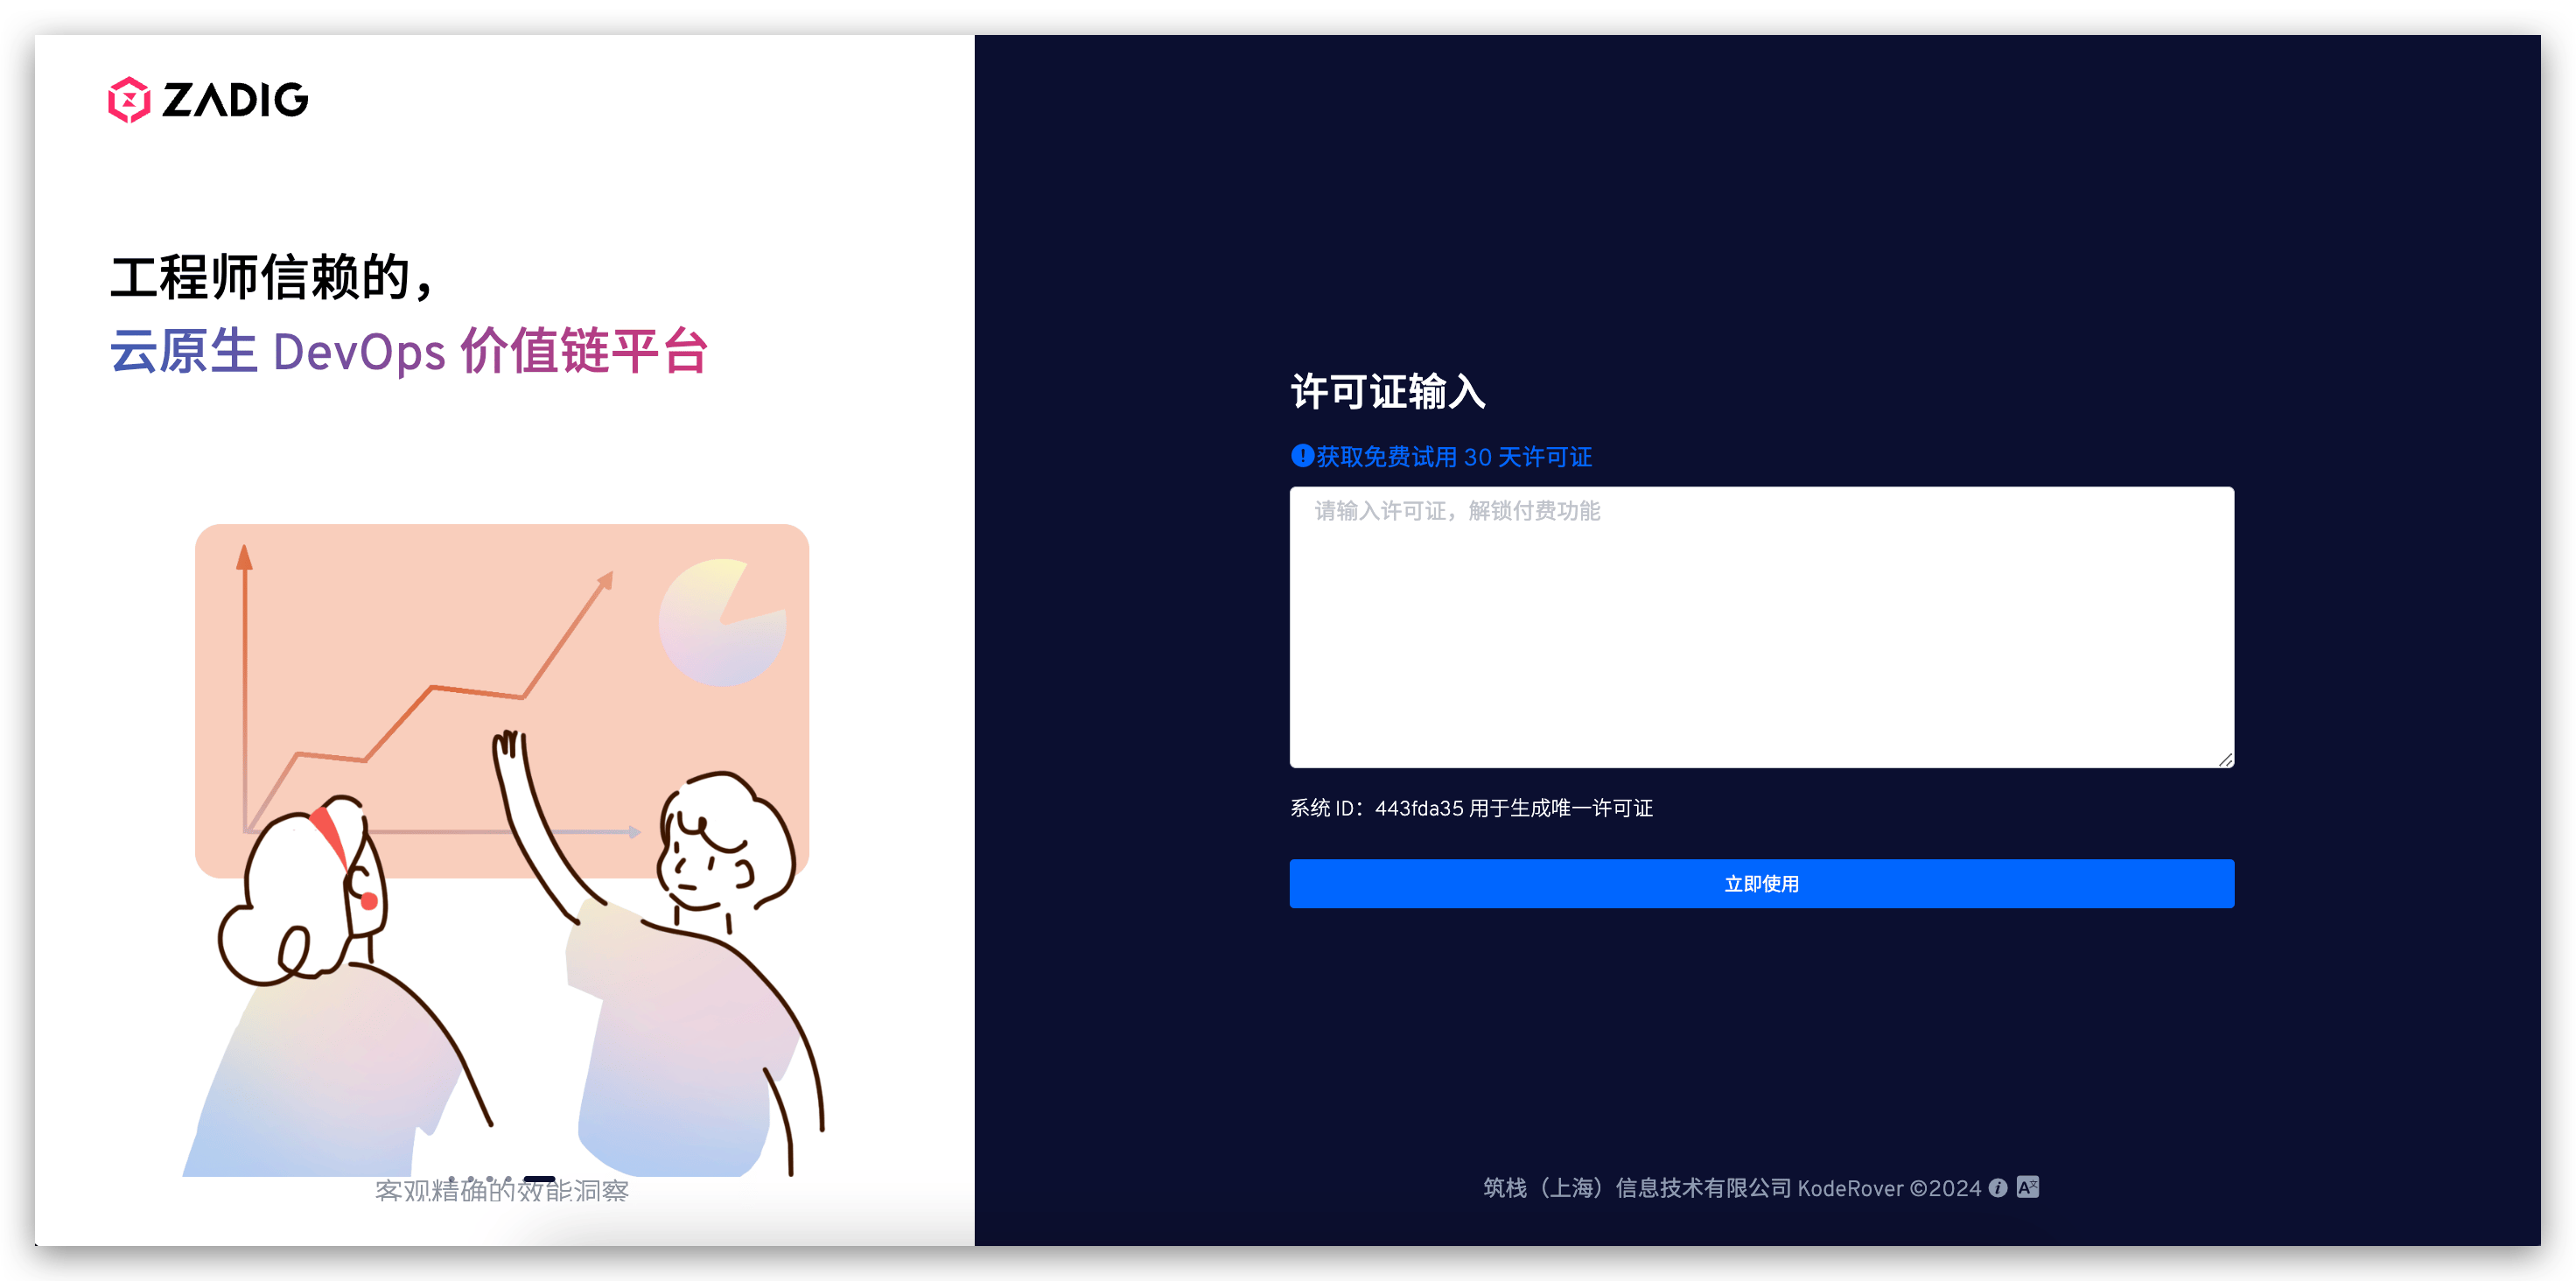 ZADIG
工程师信赖的，
云原生 DevOps 价值链平台
客观精确的效能洞察
许可证输入
获取免费试用 30 天许可证
请输入许可证，解锁付费功能
系统 ID：443fda35 用于生成唯一许可证
立即使用
筑栈（上海）信息技术有限公司 KodeRover ©2024